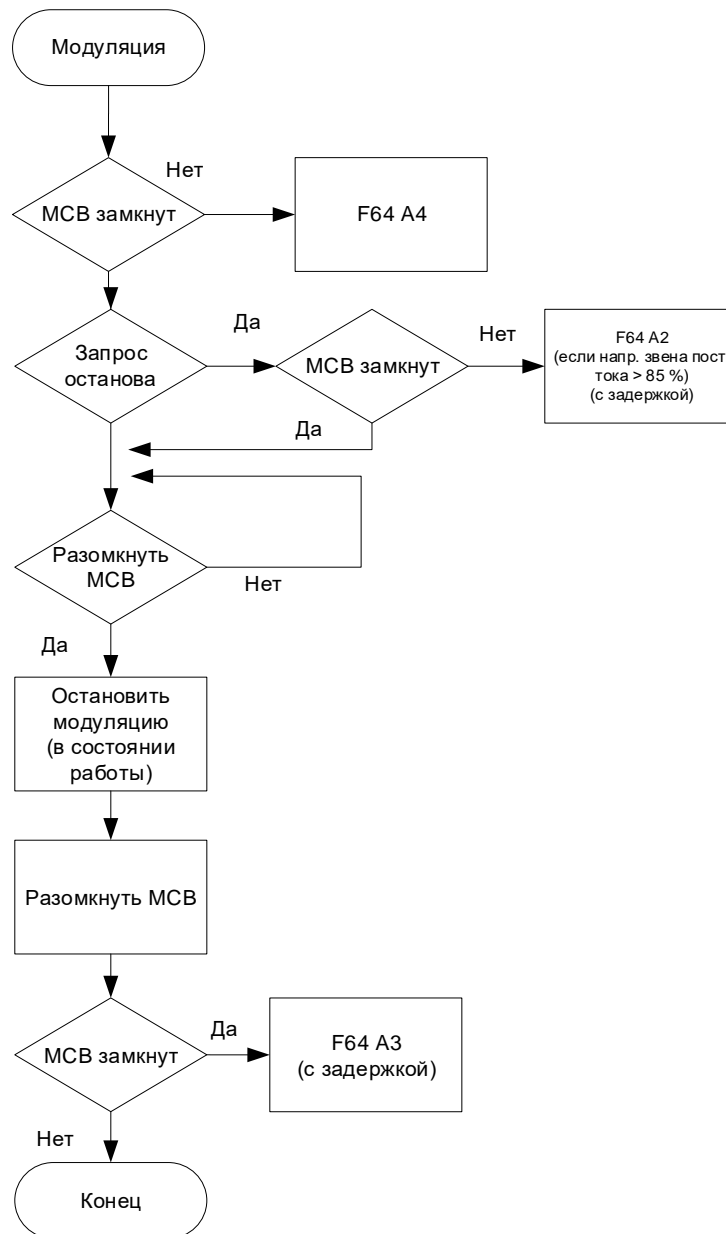 Модуляция
Нет
МСВ замкнут
F64 A4
Да
Нет
Запрос
останова
МСВ замкнут
F64 A2
(если напр. звена пост
тока > 85 %)
(с задержкой)
Да
Разомкнуть
МСВ
Нет
Да
Остановить
модуляцию
(в состоянии
работы)
Разомкнуть МСВ
Да
МСВ замкнут
F64 A3
(с задержкой)
Нет
Конец